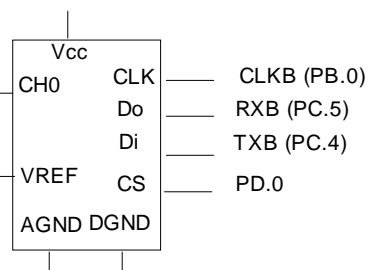 Vcc
CH0 CLK CLKB (PB.0)
Do RXB (PC.5)
Di TXB (PC.4)
VREF CS PD.0
AGND DGND